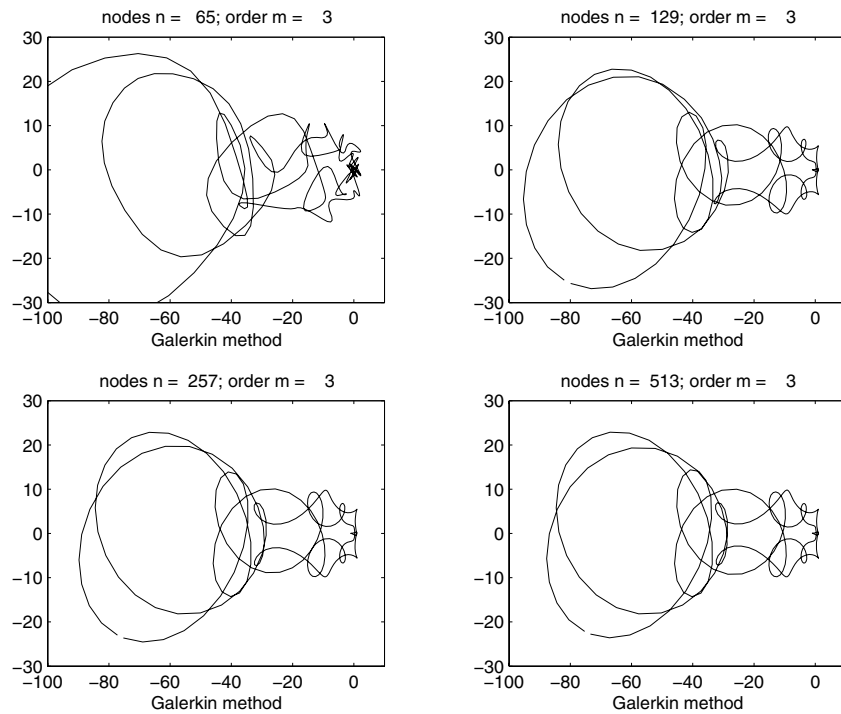 nodes n = 65; order m = 3
30
20
10
0
−10
−20
−30
−100 −80 −60 −40 −20 0
Galerkin method
nodes n = 129; order m = 3
30
20
10
0
−10
−20
−30
−100 −80 −60 −40 −20 0
Galerkin method
nodes n = 257; order m = 3
30
20
10
0
−10
−20
−30
−100 −80 −60 −40 −20 0
Galerkin method
nodes n = 513; order m = 3
30
20
10
0
−10
−20
−30
−100 −80 −60 −40 −20 0
Galerkin method